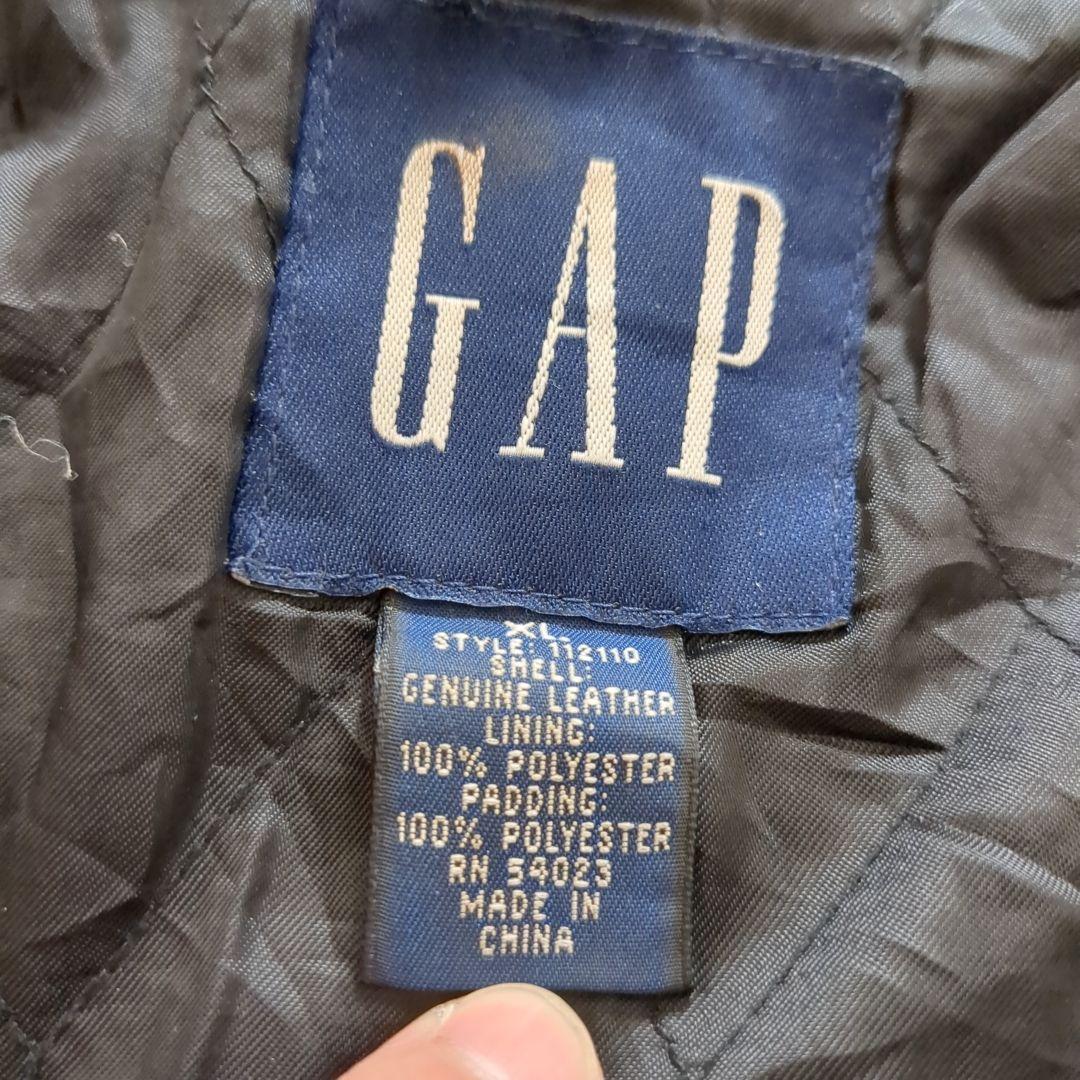 GAP
XL
STYLE: 112110
SHELL:
GENUINE LEATHER
LINING:
100% POLYESTER
PADDING:
100% POLYESTER
RN 54023
MADE IN
CHINA